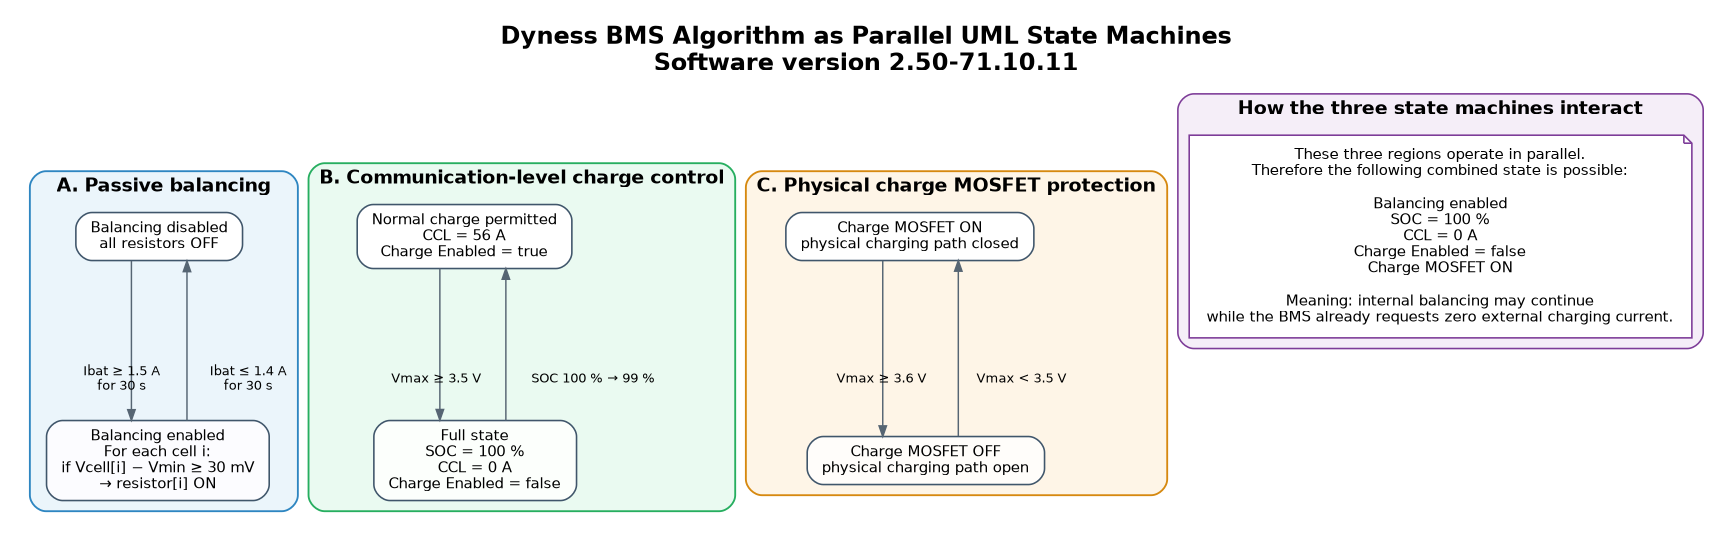 Dyness BMS Algorithm as Parallel UML State Machines
Software version 2.50-71.10.11
A. Passive balancing
Balancing disabled
all resistors OFF
Ibat ≥ 1.5 A
for 30 s
Ibat ≤ 1.4 A
for 30 s
Balancing enabled
For each cell i:
if Vcell[i] − Vmin ≥ 30 mV
→ resistor[i] ON
B. Communication-level charge control
Normal charge permitted
CCL = 56 A
Charge Enabled = true
Vmax ≥ 3.5 V
SOC 100 % → 99 %
Full state
SOC = 100 %
CCL = 0 A
Charge Enabled = false
C. Physical charge MOSFET protection
Charge MOSFET ON
physical charging path closed
Vmax ≥ 3.6 V
Vmax < 3.5 V
Charge MOSFET OFF
physical charging path open
How the three state machines interact
These three regions operate in parallel.
Therefore the following combined state is possible:
Balancing enabled
SOC = 100 %
CCL = 0 A
Charge Enabled = false
Charge MOSFET ON
Meaning: internal balancing may continue
while the BMS already requests zero external charging current.